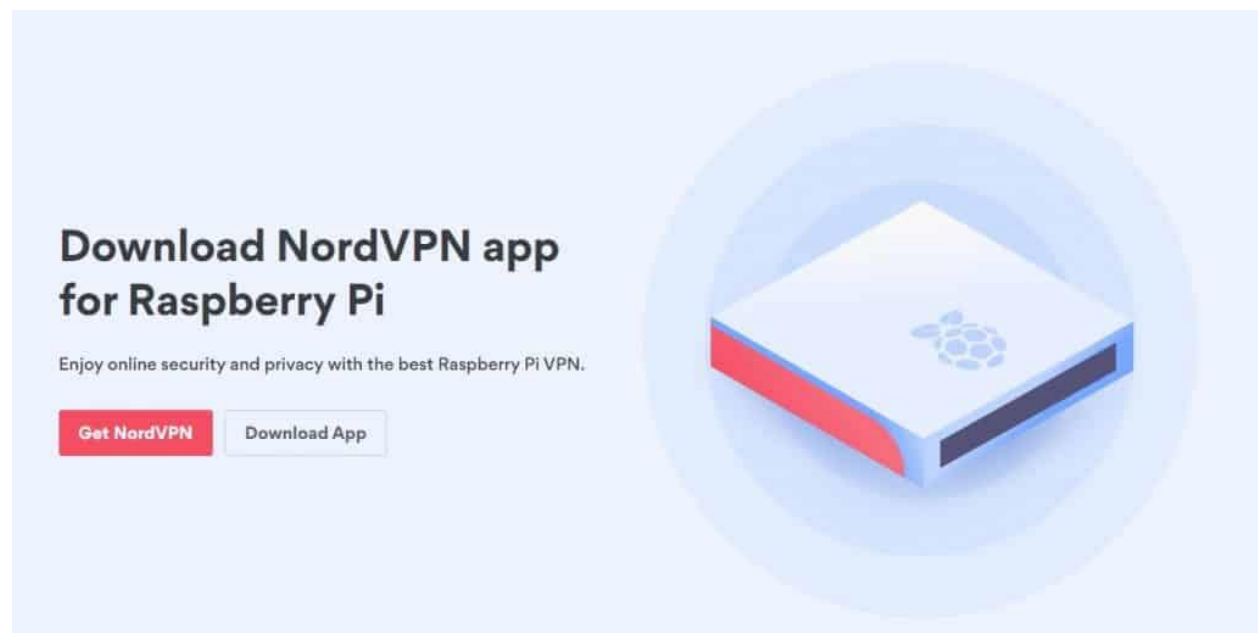 Download NordVPN app
for Raspberry Pi
Enjoy online security and privacy with the best Raspberry Pi VPN.
Get NordVPN
Download App